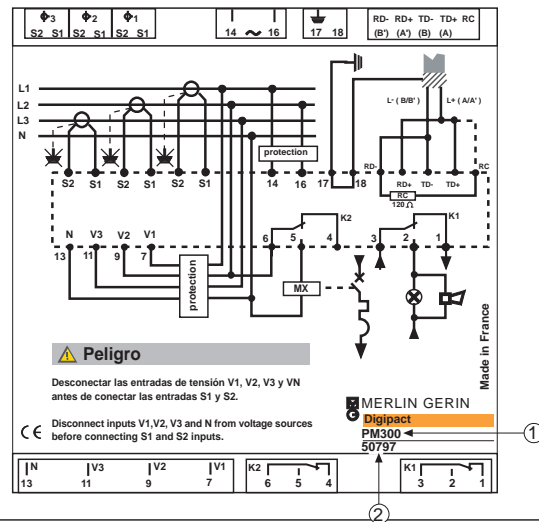 Φ3 Φ2 Φ1
S2 S1 S2 S1 S2 S1
14 ~ 16
17 18
RD- RD+ TD- TD+ RC
(B') (A') (B) (A)
L- ( B/B' ) L+ ( A/A' )
L1
L2
L3
N
protection
RD-
RC
S2 S1 S2 S1 S2 S1 14 16 17 18
RD+ TD- TD+
RC
120 Ω
N V3 V2 V1
13 11 9 7
6 5 4 K2
3 2 1 K1
protection
MX
Made in France
Peligro
Desconectar las entradas de tensión V1, V2, V3 y VN
antes de conectar las entradas S1 y S2.
CE
Disconnect inputs V1,V2, V3 and N from voltage sources
before connecting S1 and S2 inputs.
MERLIN GERIN
Digipact
PM300
50797
1
2
N V3 V2 V1
13 11 9 7
K2
6 5 4
K1
3 2 1